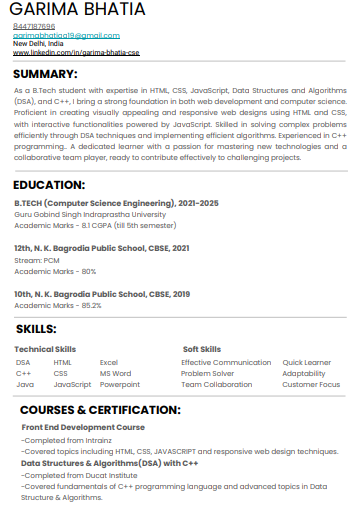 GARIMA BHATIA
8447187696
garimabhatiaa19@gmail.com
New Delhi, India
www.linkedin.com/in/garima-bhatia-cse
SUMMARY:
As a B.Tech student with expertise in HTML, CSS, JavaScript, Data Structures and Algorithms
(DSA), and C++, I bring a strong foundation in both web development and computer science.
Proficient in creating visually appealing and responsive web designs using HTML and CSS,
with interactive functionalities powered by JavaScript. Skilled in solving complex problems
efficiently through DSA techniques and implementing efficient algorithms. Experienced in C++
programming.. A dedicated learner with a passion for mastering new technologies and a
collaborative team player, ready to contribute effectively to challenging projects.
EDUCATION:
B.TECH (Computer Science Engineering), 2021-2025
Guru Gobind Singh Indraprastha University
Academic Marks - 8.1 CGPA (till 5th semester)
12th, N. K. Bagrodia Public School, CBSE, 2021
Stream: PCM
Academic Marks - 80%
10th, N. K. Bagrodia Public School, CBSE, 2019
Academic Marks - 85.2%
SKILLS:
Technical Skills Soft Skills
DSA HTML Excel Effective Communication Quick Learner
C++ CSS MS Word Problem Solver Adaptability
Java JavaScript Powerpoint Team Collaboration Customer Focus
COURSES & CERTIFICATION:
Front End Development Course
-Completed from Intrainz
-Covered topics including HTML, CSS, JAVASCRIPT and responsive web design techniques.
Data Structures & Algorithms(DSA) with C++
-Completed from Ducat Institute
-Covered fundamentals of C++ programming language and advanced topics in Data
Structure & Algorithms.